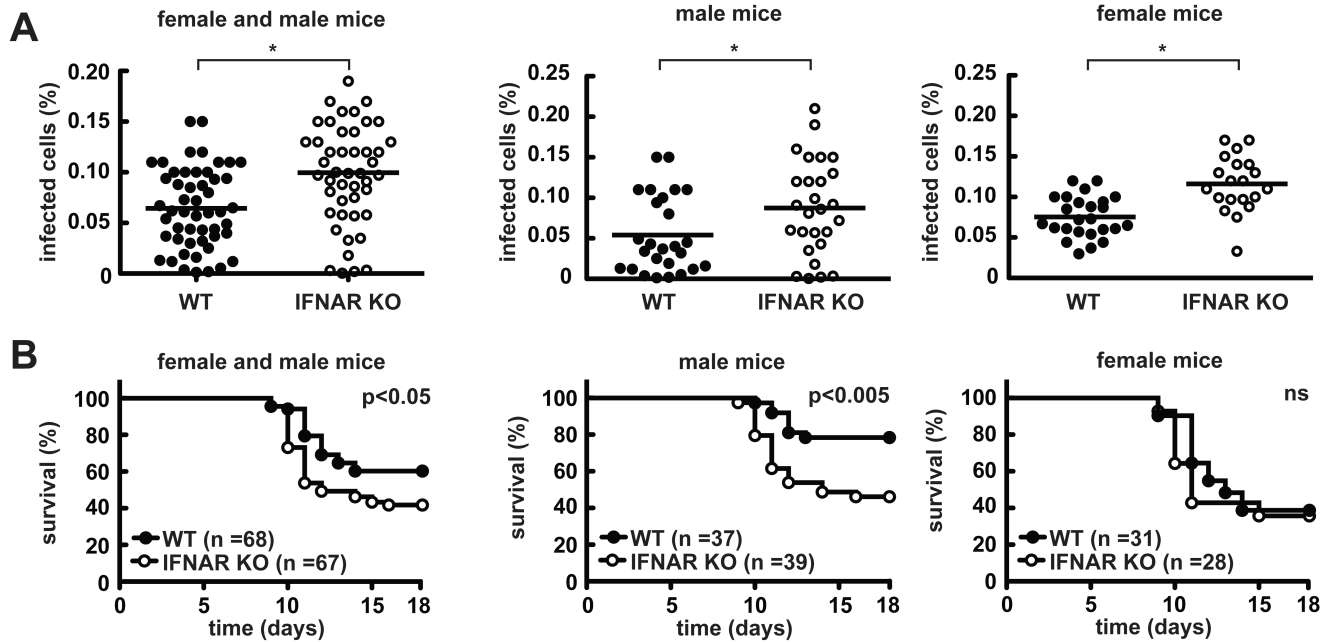 A
female and male mice
*
infected cells (%)
0.20
0.15
0.10
0.05
0
WT
IFNAR KO
male mice
*
infected cells (%)
0.25
0.20
0.15
0.10
0.05
0
WT
IFNAR KO
female mice
*
infected cells (%)
0.25
0.20
0.15
0.10
0.05
0
WT
IFNAR KO
B
female and male mice
p<0.05
survival (%)
100
80
60
40
20
0
WT (n =68)
IFNAR KO (n =67)
0 5 10 15 18
time (days)
male mice
p<0.005
survival (%)
100
80
60
40
20
0
WT (n =37)
IFNAR KO (n =39)
0 5 10 15 18
time (days)
female mice
ns
survival (%)
100
80
60
40
20
0
WT (n =31)
IFNAR KO (n =28)
0 5 10 15 18
time (days)